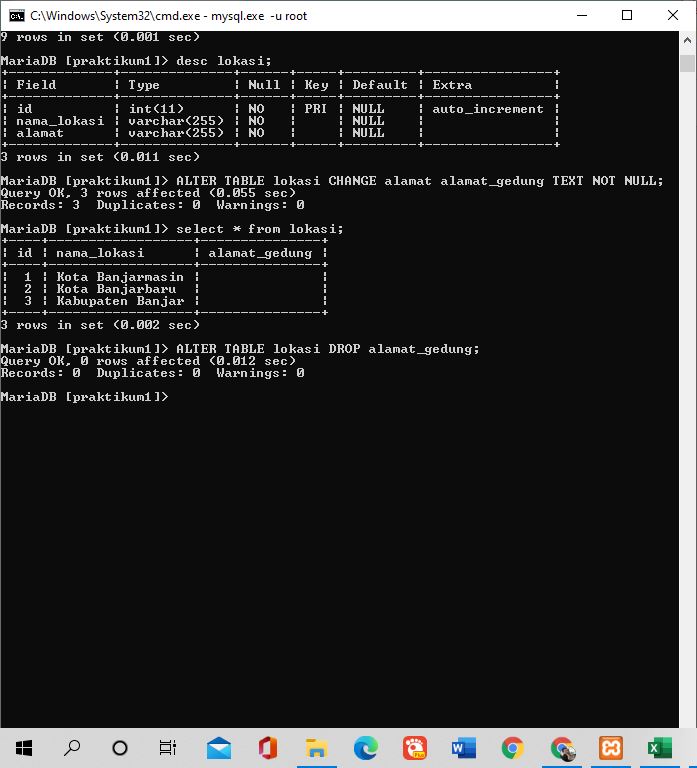 C:\Windows\System32\cmd.exe - mysql.exe -u root
9 rows in set (0.001 sec)
MariaDB [praktikum1]> desc lokasi;
+-------------+--------------+------+-----+---------+----------------+
| Field       | Type         | Null | Key | Default | Extra          |
+-------------+--------------+------+-----+---------+----------------+
| id          | int(11)      | NO   | PRI | NULL    | auto_increment |
| nama_lokasi | varchar(255) | NO   |     | NULL    |                |
| alamat      | varchar(255) | NO   |     | NULL    |                |
+-------------+--------------+------+-----+---------+----------------+
3 rows in set (0.011 sec)
MariaDB [praktikum1]> ALTER TABLE lokasi CHANGE alamat alamat_gedung TEXT NOT NULL;
Query OK, 3 rows affected (0.055 sec)
Records: 3  Duplicates: 0  Warnings: 0
MariaDB [praktikum1]> select * from lokasi;
+----+------------------+---------------+
| id | nama_lokasi      | alamat_gedung |
+----+------------------+---------------+
|  1 | Kota Banjarmasin |               |
|  2 | Kota Banjarbaru  |               |
|  3 | Kabupaten Banjar |               |
+----+------------------+---------------+
3 rows in set (0.002 sec)
MariaDB [praktikum1]> ALTER TABLE lokasi DROP alamat_gedung;
Query OK, 0 rows affected (0.012 sec)
Records: 0  Duplicates: 0  Warnings: 0
MariaDB [praktikum1]>